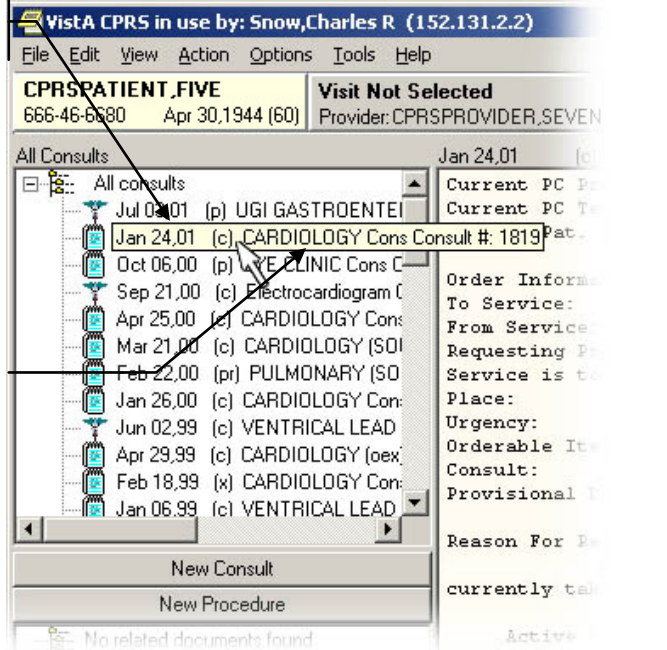 VistA CPRS in use by: Snow,Charles R (152.131.2.2)
File Edit View Action Options Tools Help
CPRSPATIENT,FIVE
666-46-6680 Apr 30,1944 (60)
Visit Not Selected
Provider: CPRSPROVIDER,SEVEN
All Consults
All consults
Jul 01 (p) UGI GASTROENTE
Jan 24,01 (c) CARDIOLOGY Cons Consult #: 1819
Oct 06,00 (p) CLINIC Cons
Sep 21,00 (c) Electrocardiogram
Apr 25,00 (c) CARDIOLOGY Cons
Mar 21,00 (c) CARDIOLOGY (SO
Feb 22,00 (pr) PULMONARY (SO
Jan 26,00 (c) CARDIOLOGY Con
Jun 02,99 (c) VENTRICAL LEAD
Apr 29,99 (c) CARDIOLOGY (oex
Feb 18,99 (x) CARDIOLOGY Con
Jan 06,99 (c) VENTRICAL LEAD
New Consult
New Procedure
No related documents found
Jan 24,01
Current PC
Current PC
Pat.
Order Inform
To Service:
From Service
Requesting
Service is
Place:
Urgency:
Orderable
Consult:
Provisional
Reason For
currently
Active